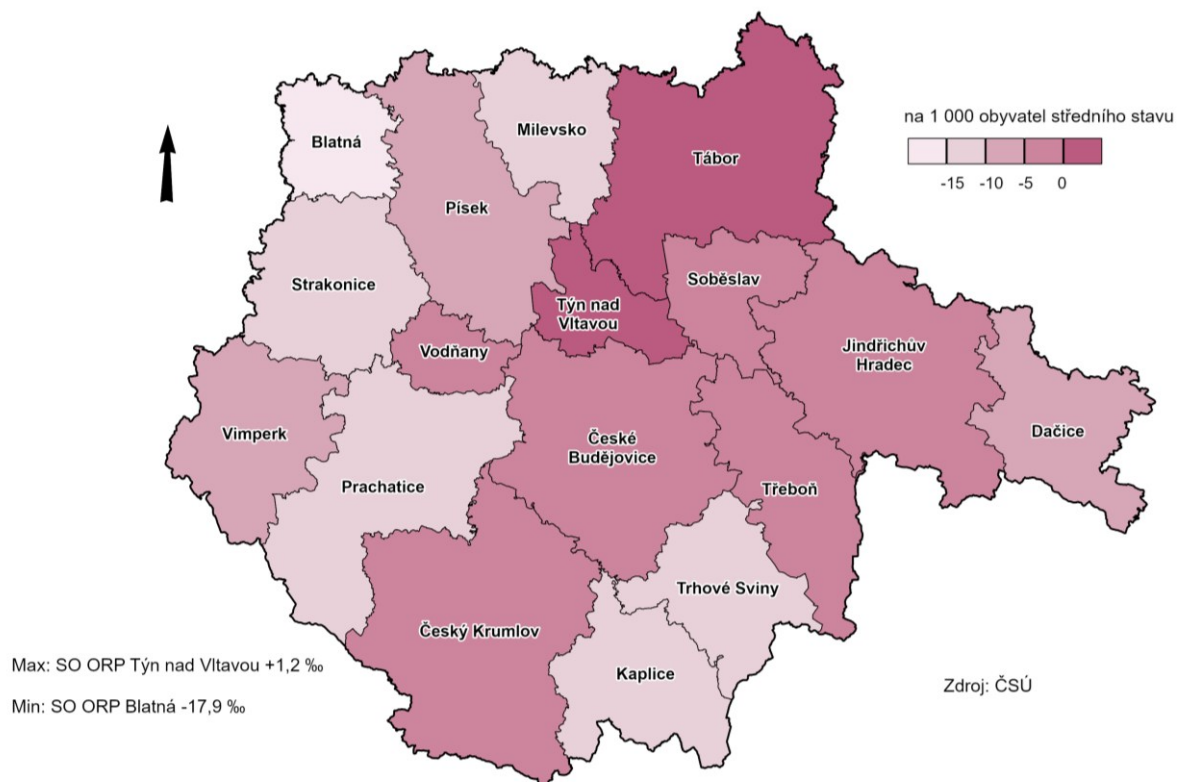 na 1 000 obyvatel středního stavu
-15 -10 -5 0
Blatná
Milevsko
Tábor
Písek
Strakonice
Soběslav
Týn nad
Vltavou
Vodňany
Jindřichův
Hradec
Vimperk
České
Budějovice
Dačice
Prachatice
Třeboň
Trhové Sviny
Český Krumlov
Kaplice
Max: SO ORP Týn nad Vltavou +1,2 ‰
Min: SO ORP Blatná -17,9 ‰
Zdroj: ČSÚ